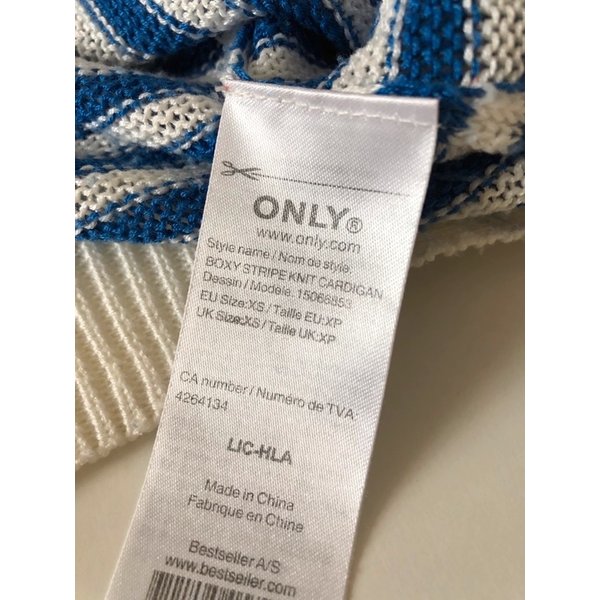 ONLY®
www.only.com
Style name / Nom de style:
BOXY STRIPE KNIT CARDIGAN
Dessin / Modèle: 15066853
EU Size:XS / Taille EU:XP
UK Size:XS / Taille UK:XP
CA number / Numéro de TVA:
4264134
LIC-HLA
Made in China
Fabrique en Chine
Bestseller A/S
www.bestseller.com